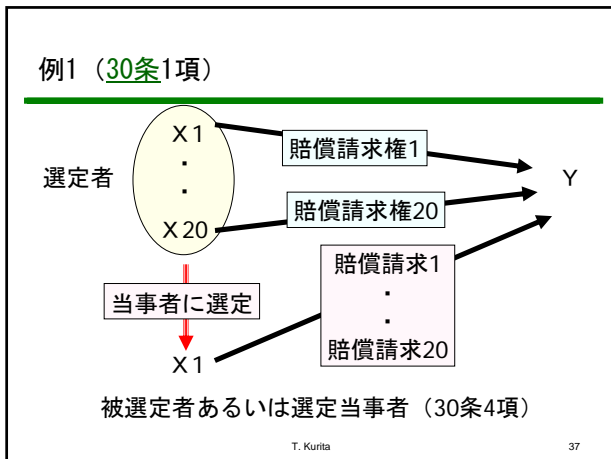 例1（30条1項）
X1
・
・
X20
選定者
賠償請求権1
賠償請求権20
Y
当事者に選定
賠償請求1
・
・
賠償請求20
X1
被選定者あるいは選定当事者（30条4項）
T. Kurita
37